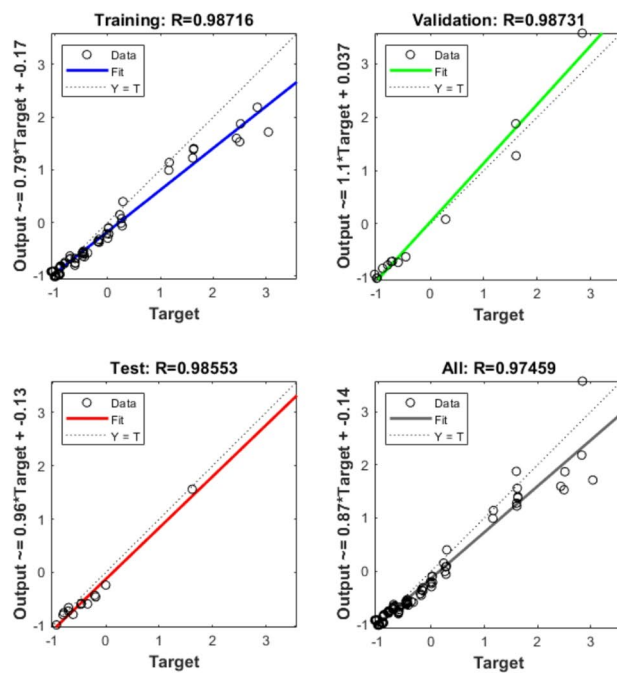 Training: R=0.98716
Output ~= 0.79*Target + -0.17
Data
Fit
Y = T
3
2
1
0
-1
-1 0 1 2 3
Target
Validation: R=0.98731
Output ~= 1.1*Target + 0.037
Data
Fit
Y = T
3
2
1
0
-1
-1 0 1 2 3
Target
Test: R=0.98553
Output ~= 0.96*Target + -0.13
Data
Fit
Y = T
3
2
1
0
-1
-1 0 1 2 3
Target
All: R=0.97459
Output ~= 0.87*Target + -0.14
Data
Fit
Y = T
3
2
1
0
-1
-1 0 1 2 3
Target